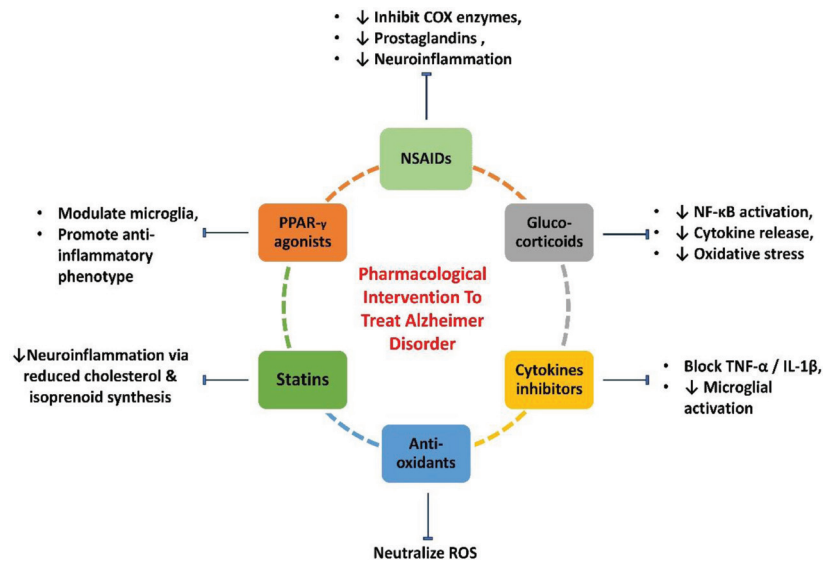 • ↓ Inhibit COX enzymes,
• ↓ Prostaglandins ,
• ↓ Neuroinflammation
NSAIDs
• Modulate microglia,
• Promote anti-
inflammatory
phenotype
PPAR-γ
agonists
Gluco-
corticoids
• ↓ NF-κB activation,
• ↓ Cytokine release,
• ↓ Oxidative stress
Pharmacological
Intervention To
Treat Alzheimer
Disorder
↓Neuroinflammation via
reduced cholesterol &
isoprenoid synthesis
Statins
Cytokines
inhibitors
• Block TNF-α / IL-1β,
• ↓ Microglial
activation
Anti-
oxidants
Neutralize ROS